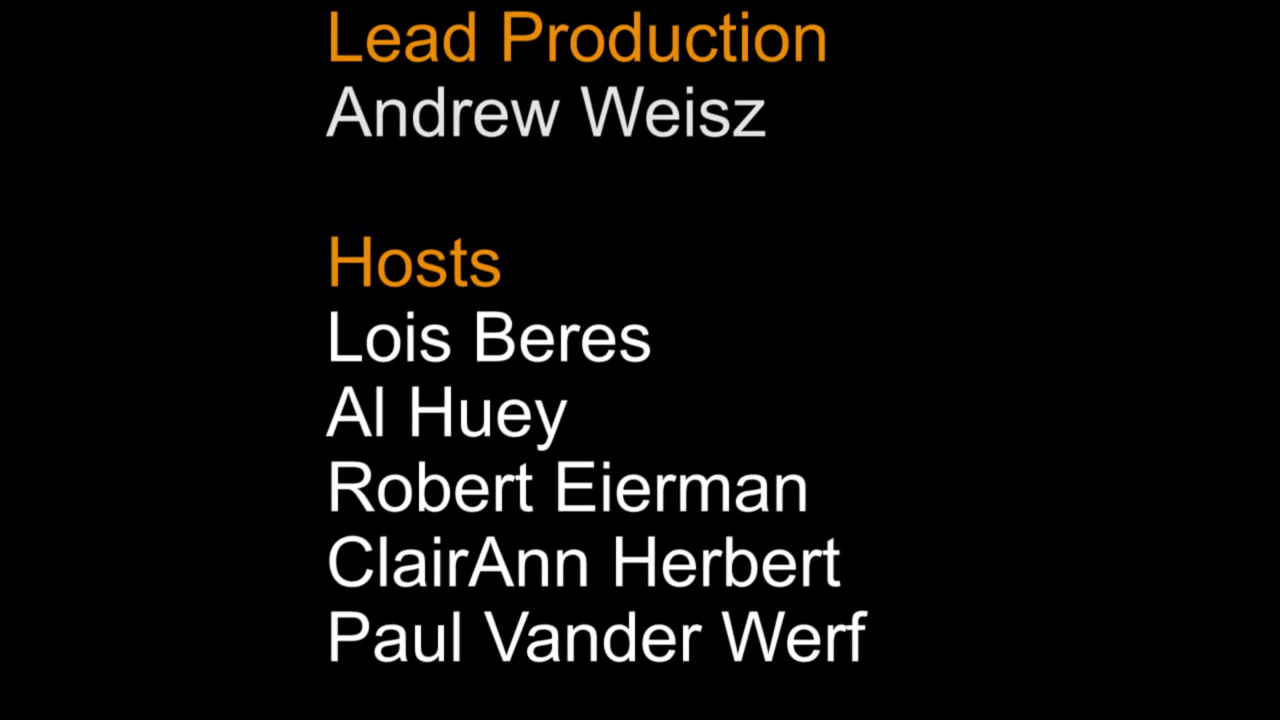 Lead Production
Andrew Weisz
Hosts
Lois Beres
Al Huey
Robert Eierman
ClairAnn Herbert
Paul Vander Werf